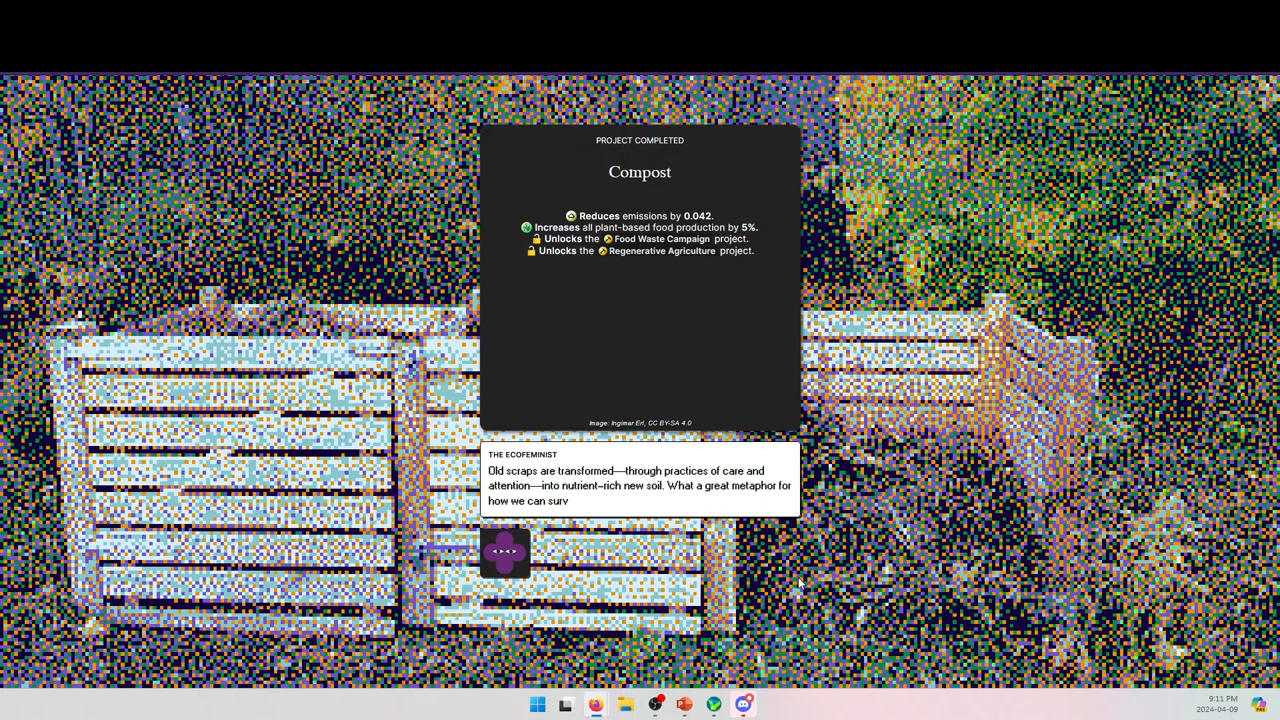 PROJECT COMPLETED
Compost
Reduces emissions by 0.042.
Increases all plant-based food production by 5%.
Unlocks the Food Waste Campaign project.
Unlocks the Regenerative Agriculture project.
Image: Ingimar Eri, CC BY-SA 4.0
THE ECOFEMINIST
Old scraps are transformed—through practices of care and
attention—into nutrient-rich new soil. What a great metaphor for
how we can surv
9:11 PM
2024-04-09